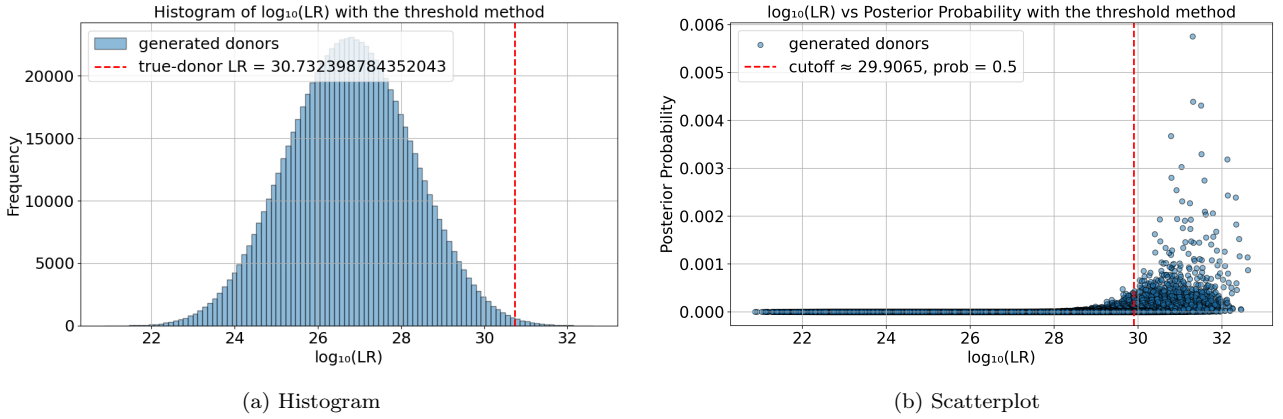 Histogram of log₁₀(LR) with the threshold method
generated donors
true-donor LR = 30.732398784352043
20000
15000
10000
5000
0
Frequency
22
24
26
28
30
32
log₁₀(LR)
(a) Histogram
log₁₀(LR) vs Posterior Probability with the threshold method
generated donors
cutoff ≈ 29.9065, prob = 0.5
0.006
0.005
0.004
0.003
0.002
0.001
0.000
Posterior Probability
22
24
26
28
30
32
log₁₀(LR)
(b) Scatterplot